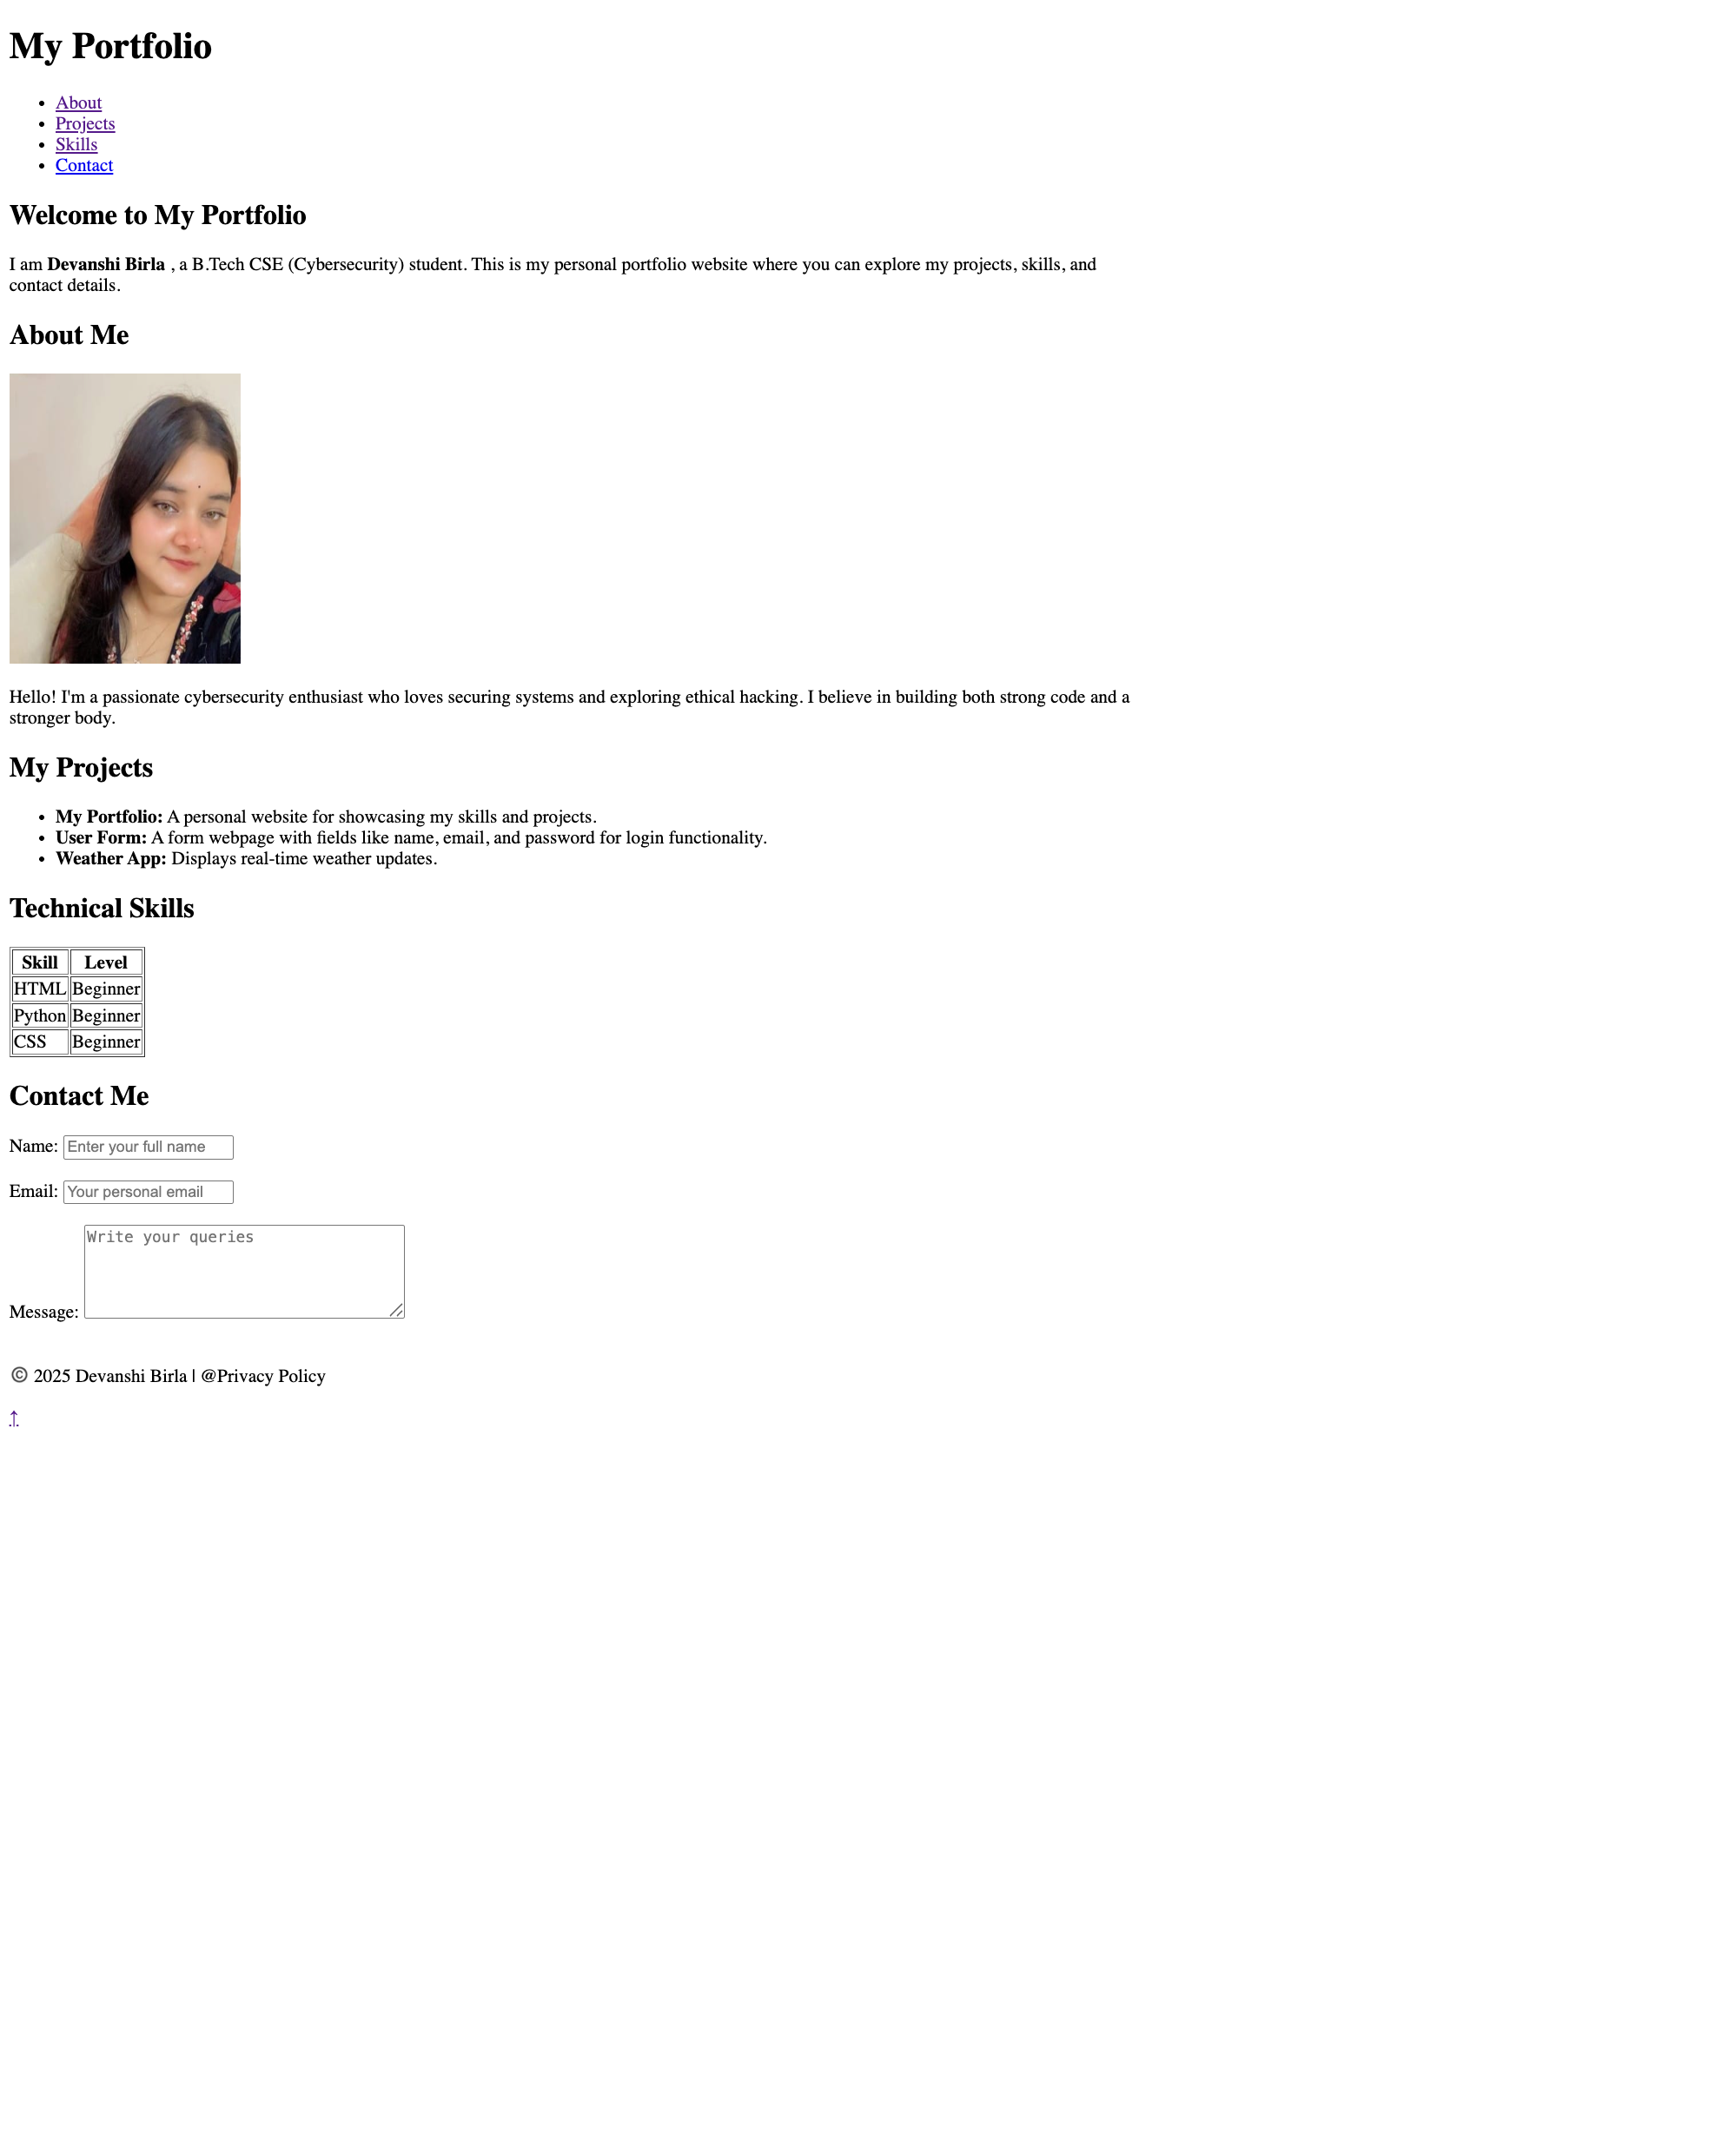 My Portfolio
About
Projects
Skills
Contact
Welcome to My Portfolio
I am Devanshi Birla , a B.Tech CSE (Cybersecurity) student. This is my personal portfolio website where you can explore my projects, skills, and
contact details.
About Me
Hello! I'm a passionate cybersecurity enthusiast who loves securing systems and exploring ethical hacking. I believe in building both strong code and a
stronger body.
My Projects
My Portfolio: A personal website for showcasing my skills and projects.
User Form: A form webpage with fields like name, email, and password for login functionality.
Weather App: Displays real-time weather updates.
Technical Skills
Skill Level
HTML Beginner
Python Beginner
CSS Beginner
Contact Me
Name: Enter your full name
Email: Your personal email
Message: Write your queries
© 2025 Devanshi Birla | @Privacy Policy
↑